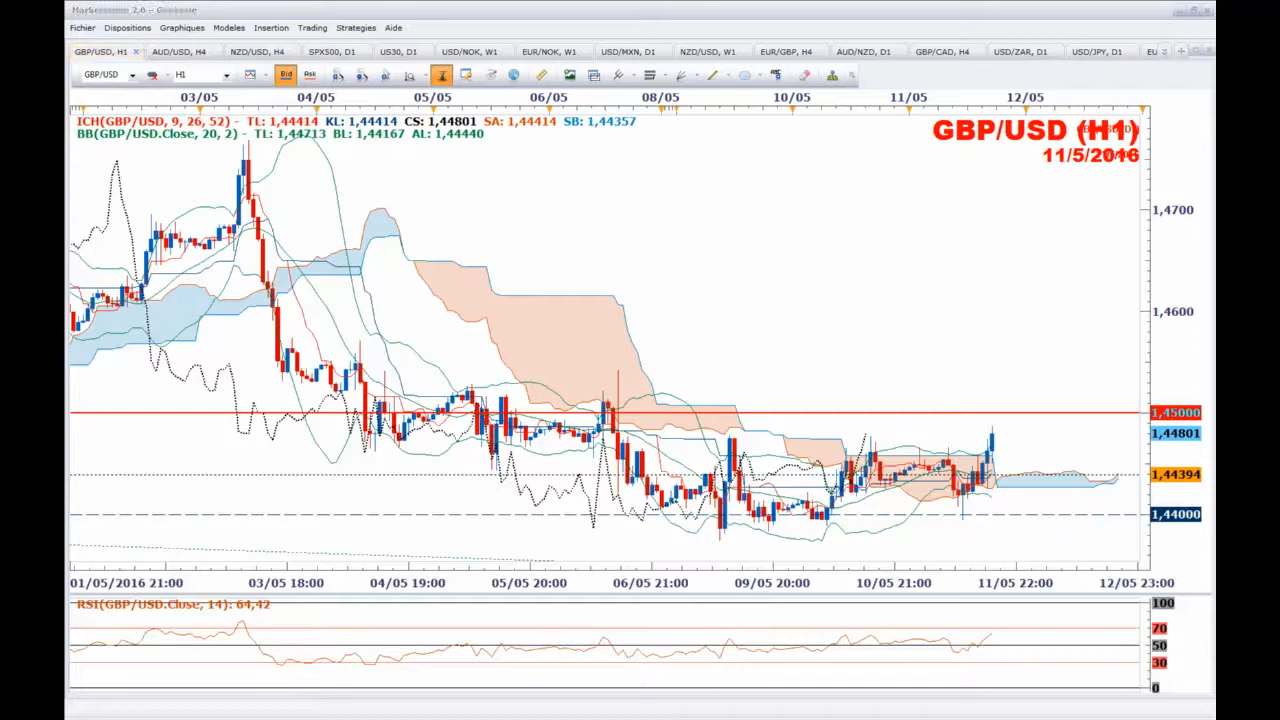 Marketscope 2.0
Fichier Dispositions Graphiques Modeles Insertion Trading Strategies Aide
GBP/USD, H1 AUD/USD, H4 NZD/USD, H4 SPX500, D1 US30, D1 USD/NOK, W1 EUR/NOK, W1 USD/MXN, D1 NZD/USD, W1 EUR/GBP, H4 AUD/NZD, D1 GBP/CAD, H4 USD/ZAR, D1 USD/JPY, D1 EU
GBP/USD H1 Bid Ask
03/05 04/05 05/05 06/05 08/05 10/05 11/05 12/05
ICH(GBP/USD, 9, 26, 52) - TL: 1,44414 KL: 1,44414 CS: 1,44801 SA: 1,44414 SB: 1,44357
BB(GBP/USD.Close, 20, 2) - TL: 1,44713 BL: 1,44167 AL: 1,44440
GBP/USD (H1)
11/5/2016
1,4700
1,4600
1,45000
1,44801
1,44394
1,44000
01/05/2016 21:00 03/05 18:00 04/05 19:00 05/05 20:00 06/05 21:00 09/05 20:00 10/05 21:00 11/05 22:00 12/05 23:00
RSI(GBP/USD.Close, 14): 64,42
100
70
50
30
0